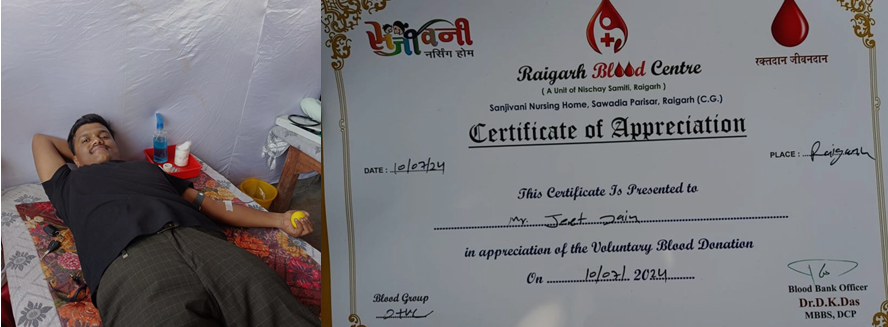 संजीवनी
नर्सिंग होम
रक्तदान जीवनदान
Raigarh Blood Centre
( A Unit of Nischay Samiti, Raigarh )
Sanjivani Nursing Home, Sawadia Parisar, Raigarh (C.G.)
Certificate of Appreciation
DATE : 10/07/24
PLACE : Raigarh
This Certificate Is Presented to
Mr. Jeet Jain
in appreciation of the Voluntary Blood Donation
On 10/07/ 2024
Blood Group
Blood Bank Officer
Dr.D.K.Das
MBBS, DCP